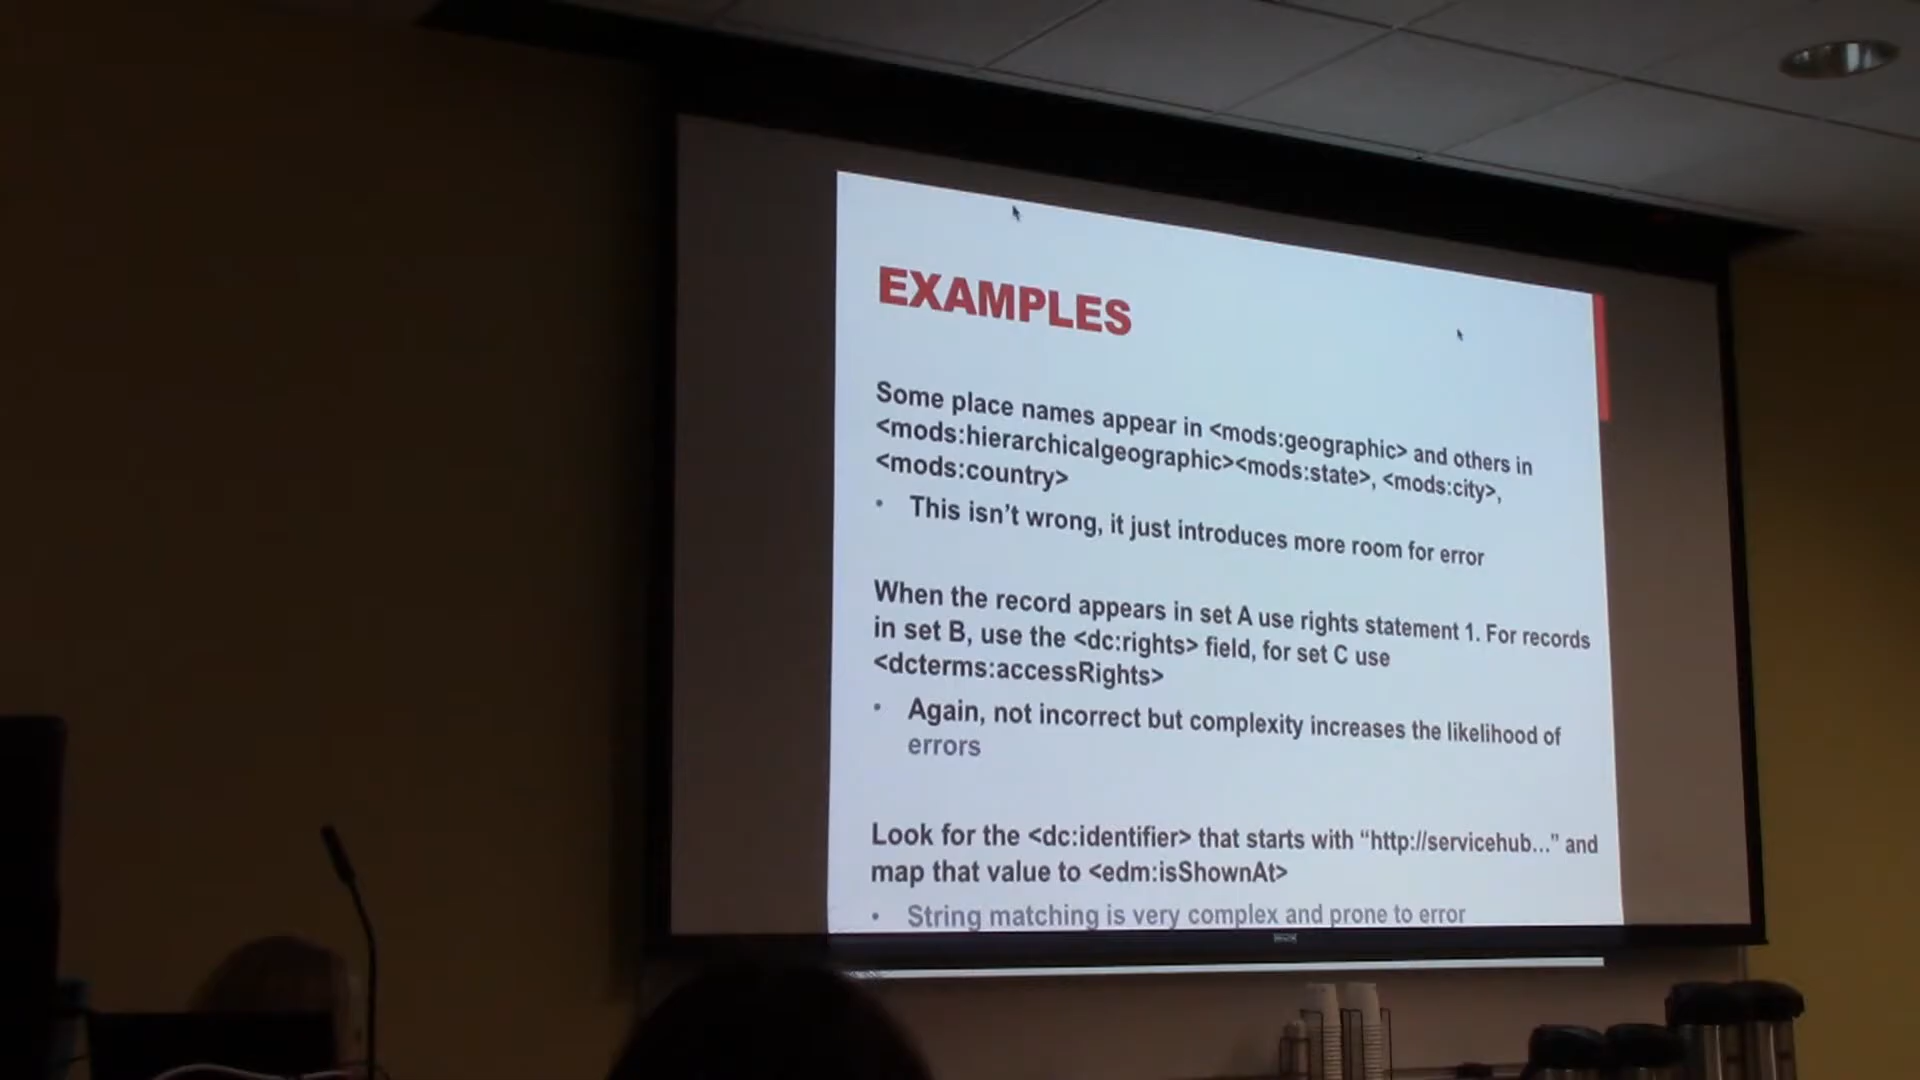 EXAMPLES
Some place names appear in <mods:geographic> and others in
<mods:hierarchicalgeographic><mods:state>, <mods:city>,
<mods:country>
• This isn't wrong, it just introduces more room for error
When the record appears in set A use rights statement 1. For records
in set B, use the <dc:rights> field, for set C use
<dcterms:accessRights>
• Again, not incorrect but complexity increases the likelihood of
errors
Look for the <dc:identifier> that starts with “http://servicehub...” and
map that value to <edm:isShownAt>
• String matching is very complex and prone to error